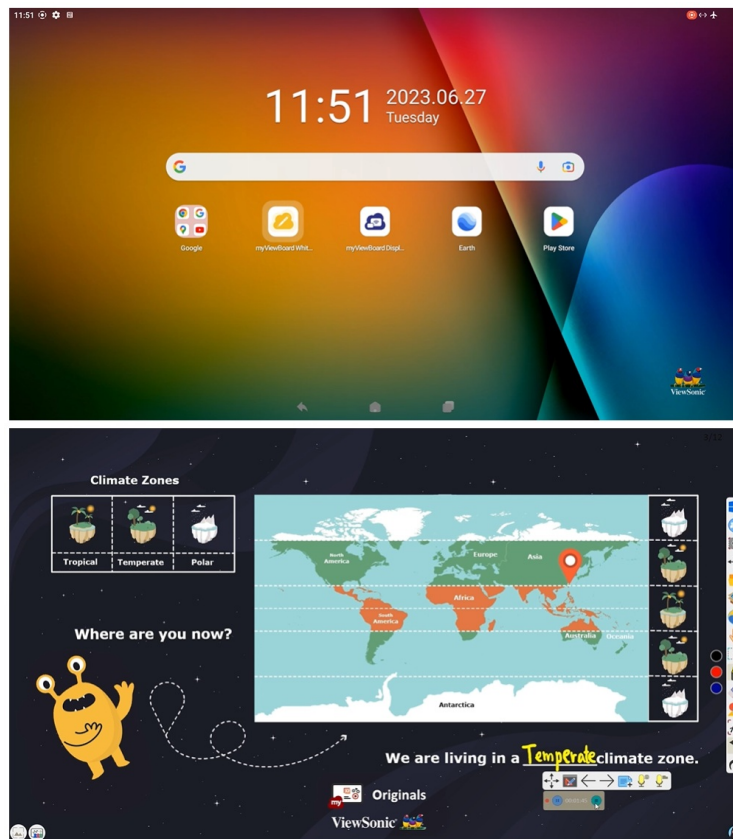 11:51
11:51
2023.06.27
Tuesday
Google
myViewBoard Whit...
myViewBoard Displ...
Earth
Play Store
ViewSonic
Climate Zones
Tropical
Temperate
Polar
North America
Europe
Asia
Africa
South America
Australia
Oceania
Antarctica
Where are you now?
We are living in a Temperate climate zone.
my
Originals
ViewSonic